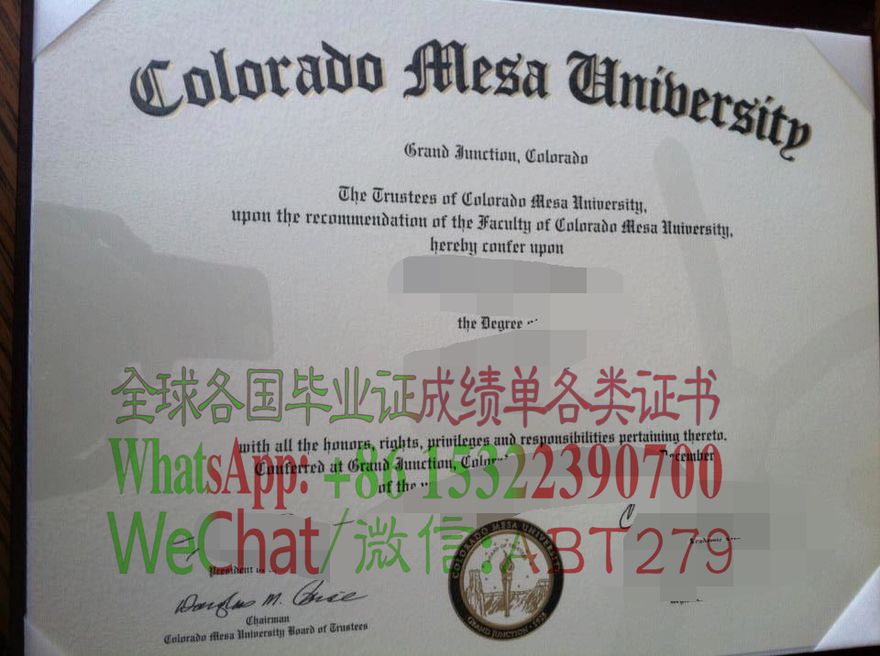 Colorado Mesa University
Grand Junction, Colorado
The Trustees of Colorado Mesa University,
upon the recommendation of the Faculty of Colorado Mesa University,
hereby confer upon
the Degree
全球各国毕业证成绩单各类证书
with all the honors, rights, privileges and responsibilities pertaining thereto.
Conferred at Grand Junction, December
of the
WhatsApp: +86 15322390700
WeChat/微信:ABT279
President
Chairman
Colorado Mesa University Board of Trustees
COLORADO MESA UNIVERSITY
GRAND JUNCTION